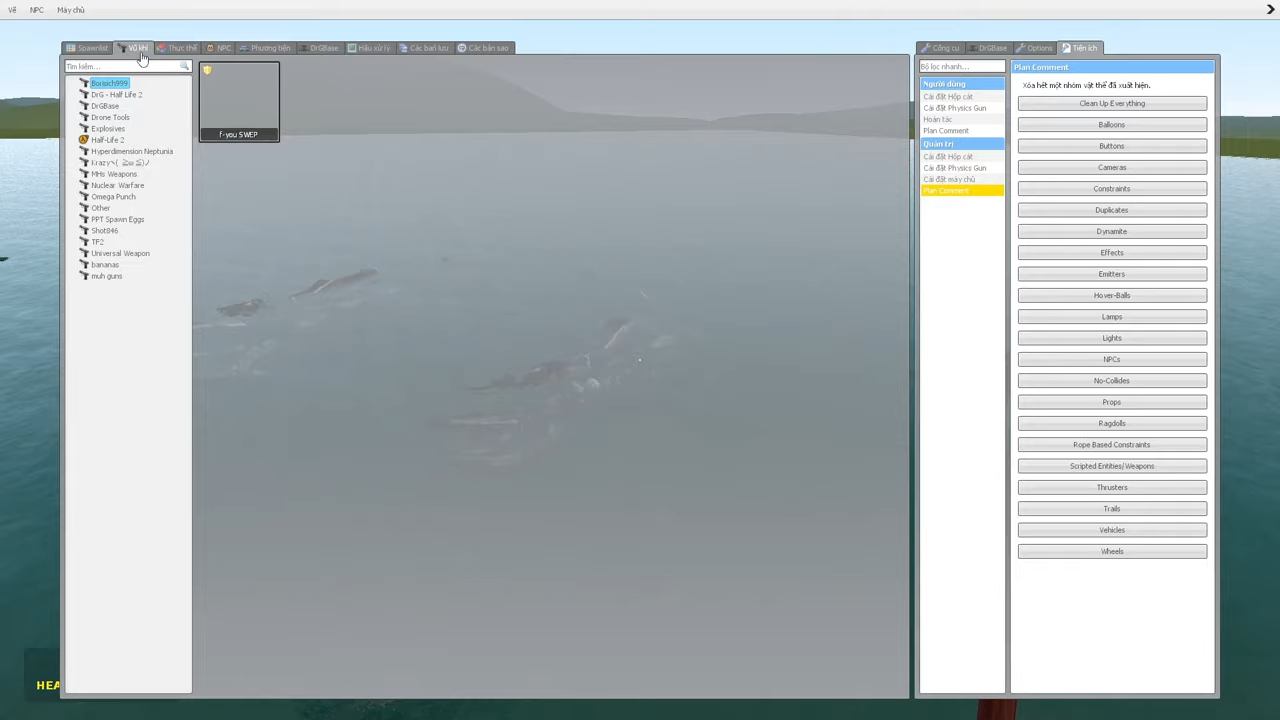 Vẽ NPC Máy chủ
Spawnlist Vũ khí Thực thể NPC Phương tiện DrGBase Hậu xử lý Các bản lưu Các bản sao
Công cụ DrGBase Options Tiện ích
Tìm kiếm...
Borisich999
DrG - Half Life 2
DrGBase
Drone Tools
Explosives
Half-Life 2
Hyperdimension Neptunia
MHs Weapons
Nuclear Warfare
Omega Punch
Other
PPT Spawn Eggs
Shot846
TF2
Universal Weapon
bananas
muh guns
f-you SWEP
Bộ lọc nhanh...
Người dùng
Cài đặt Hộp cát
Cài đặt Physics Gun
Hoàn tác
Plan Comment
Quản trị
Cài đặt Hộp cát
Cài đặt Physics Gun
Cài đặt máy chủ
Plan Comment
Plan Comment
Xóa hết một nhóm vật thể đã xuất hiện.
Clean Up Everything
Balloons
Buttons
Cameras
Constraints
Duplicates
Dynamite
Effects
Emitters
Hover-Balls
Lamps
Lights
NPCs
No-Collides
Props
Ragdolls
Rope Based Constraints
Scripted Entities/Weapons
Thrusters
Trails
Vehicles
Wheels
HEA